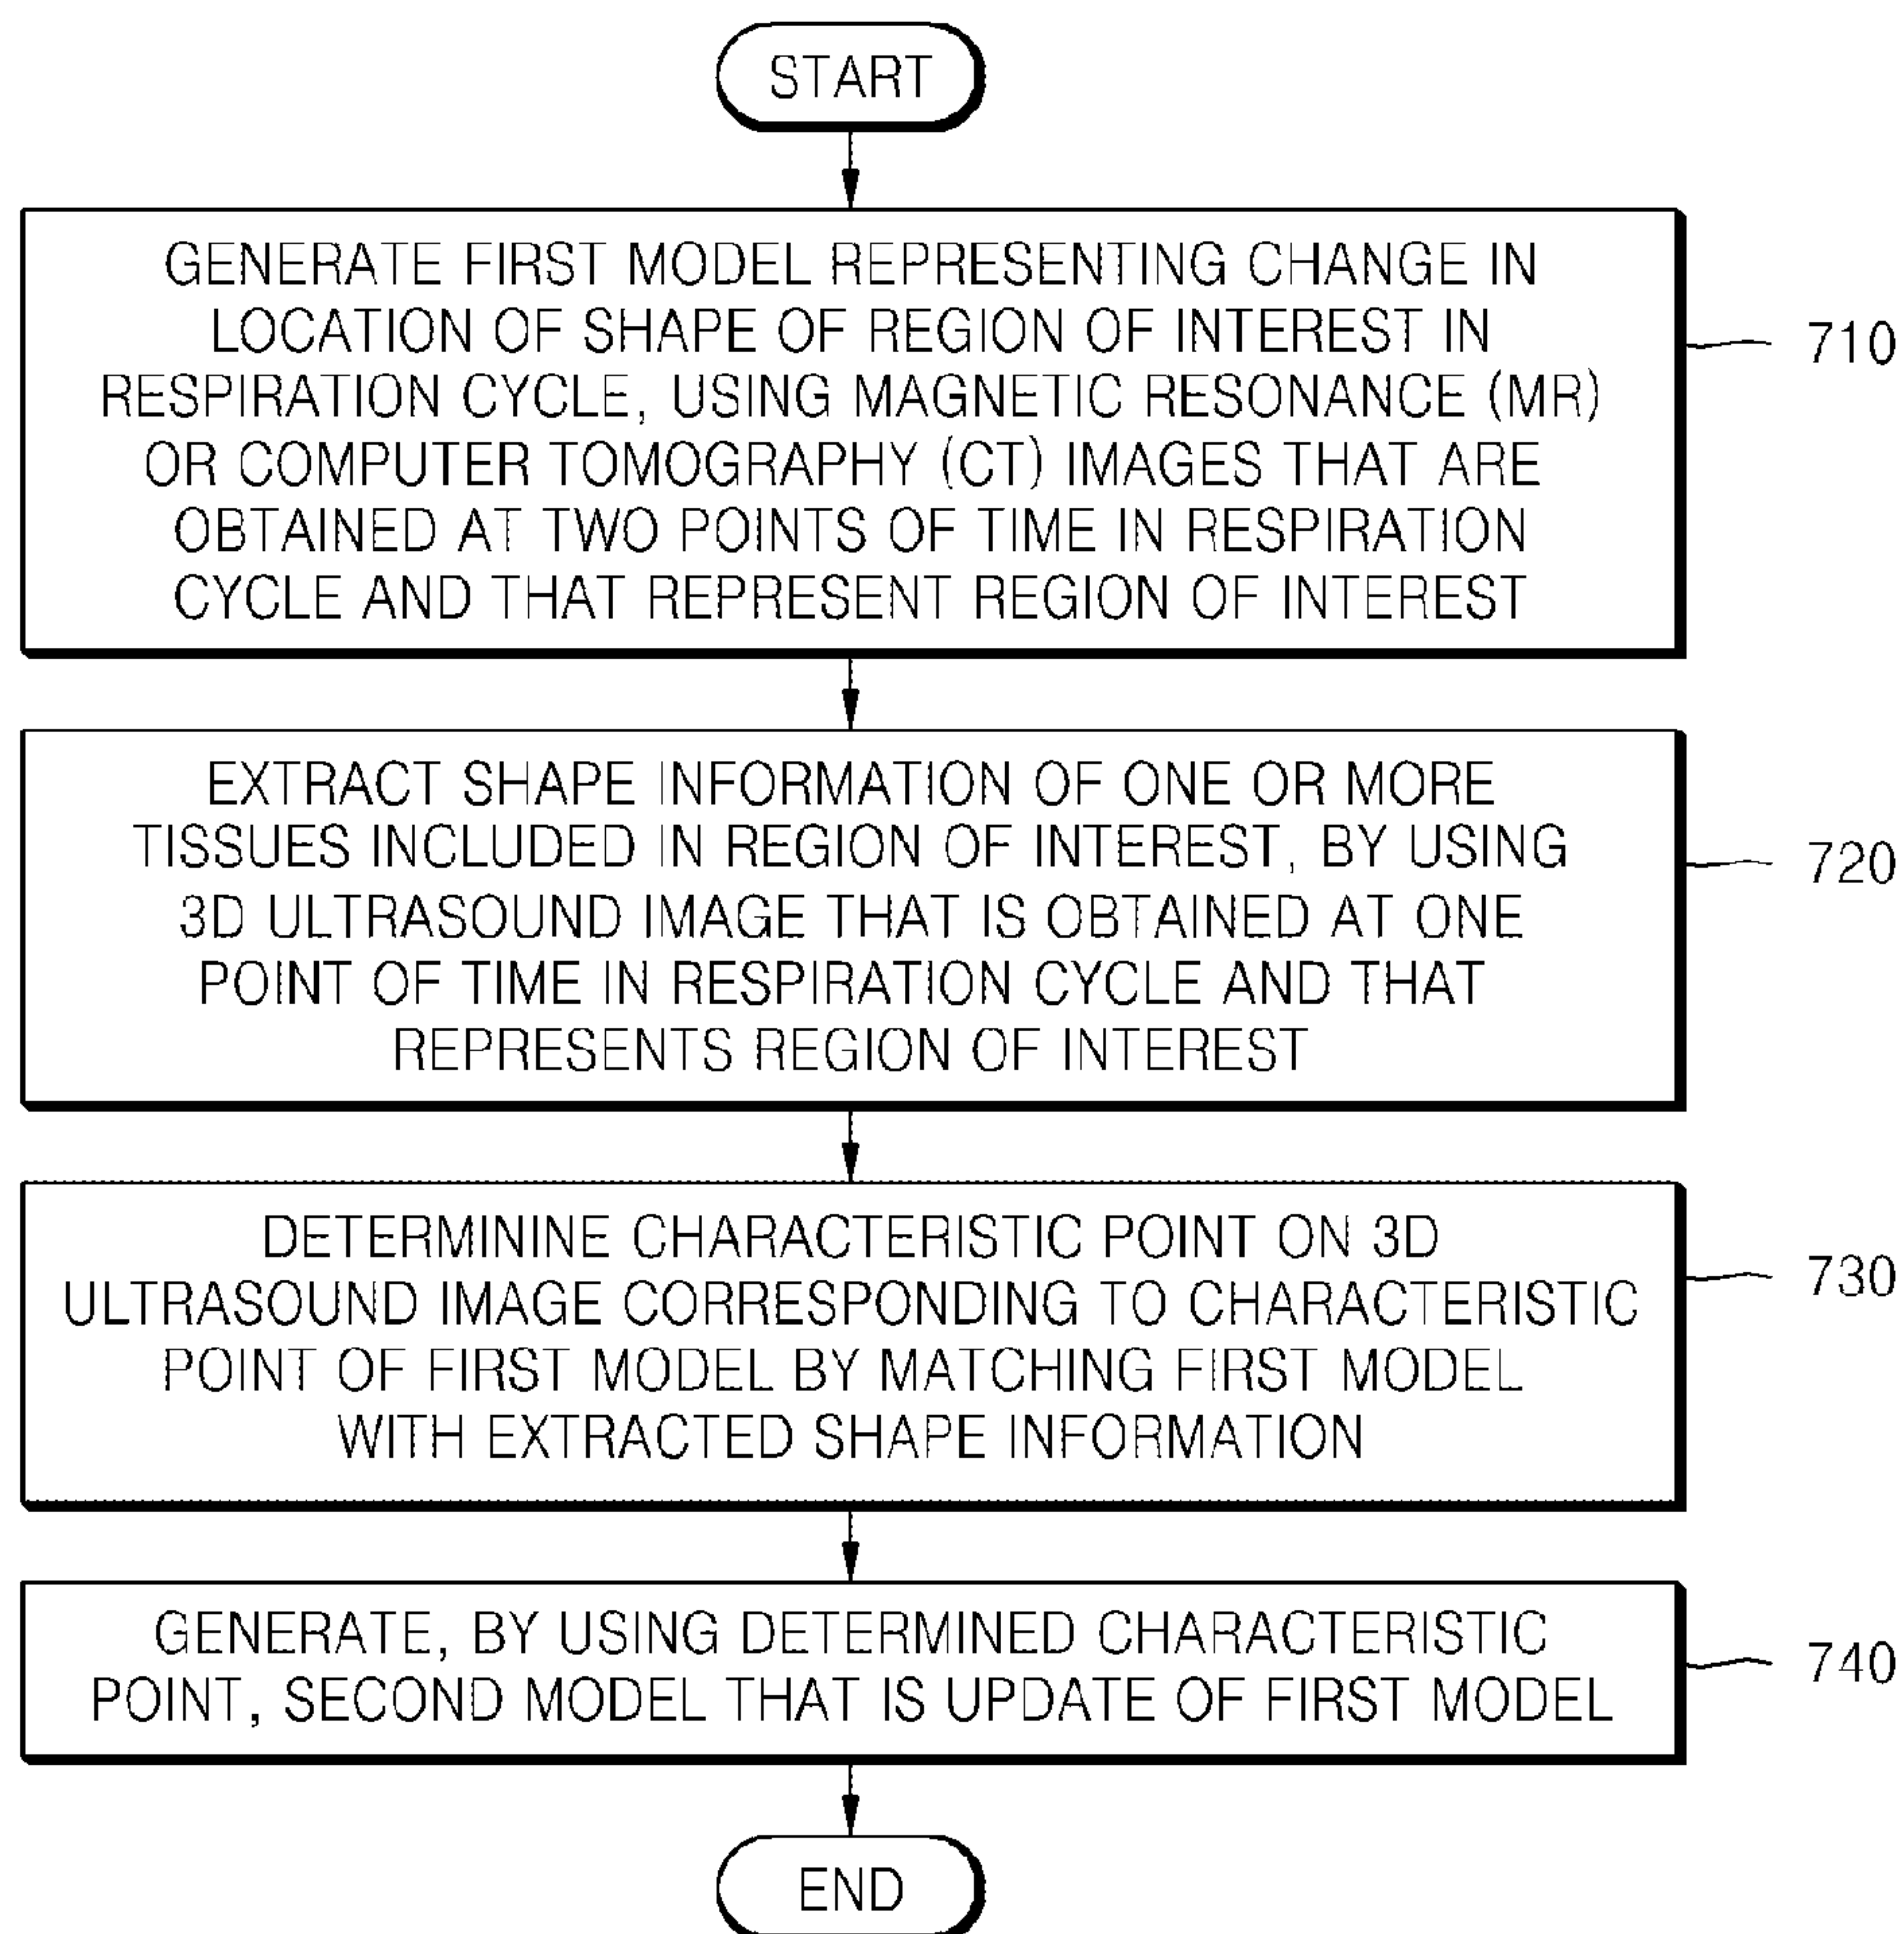 START
GENERATE FIRST MODEL REPRESENTING CHANGE IN
LOCATION OF SHAPE OF REGION OF INTEREST IN
RESPIRATION CYCLE, USING MAGNETIC RESONANCE (MR)
OR COMPUTER TOMOGRAPHY (CT) IMAGES THAT ARE
OBTAINED AT TWO POINTS OF TIME IN RESPIRATION
CYCLE AND THAT REPRESENT REGION OF INTEREST
710
EXTRACT SHAPE INFORMATION OF ONE OR MORE
TISSUES INCLUDED IN REGION OF INTEREST, BY USING
3D ULTRASOUND IMAGE THAT IS OBTAINED AT ONE
POINT OF TIME IN RESPIRATION CYCLE AND THAT
REPRESENTS REGION OF INTEREST
720
DETERMININE CHARACTERISTIC POINT ON 3D
ULTRASOUND IMAGE CORRESPONDING TO CHARACTERISTIC
POINT OF FIRST MODEL BY MATCHING FIRST MODEL
WITH EXTRACTED SHAPE INFORMATION
730
GENERATE, BY USING DETERMINED CHARACTERISTIC
POINT, SECOND MODEL THAT IS UPDATE OF FIRST MODEL
740
END